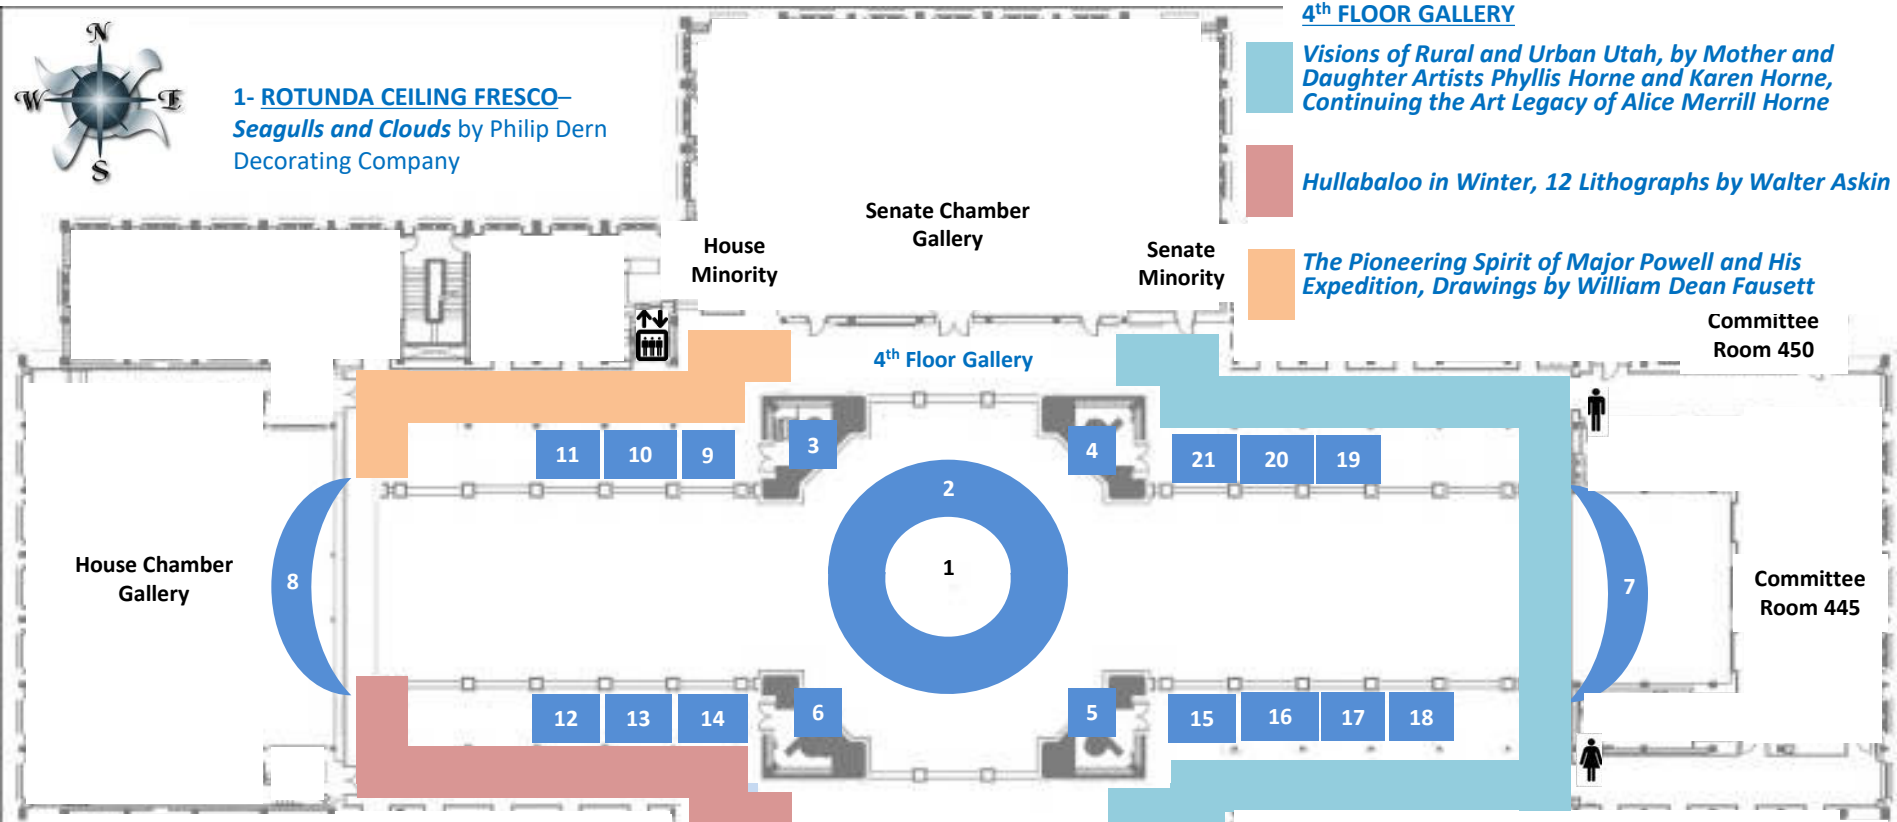 N
W
E
S
1- ROTUNDA CEILING FRESCO–
Seagulls and Clouds by Philip Dern
Decorating Company
4th FLOOR GALLERY
Visions of Rural and Urban Utah, by Mother and
Daughter Artists Phyllis Horne and Karen Horne,
Continuing the Art Legacy of Alice Merrill Horne
Hullabaloo in Winter, 12 Lithographs by Walter Askin
The Pioneering Spirit of Major Powell and His
Expedition, Drawings by William Dean Fausett
Senate Chamber
Gallery
House
Minority
Senate
Minority
Committee
Room 450
4th Floor Gallery
3
4
11
10
9
21
20
19
2
1
House Chamber
Gallery
8
7
Committee
Room 445
12
13
14
6
5
15
16
17
18